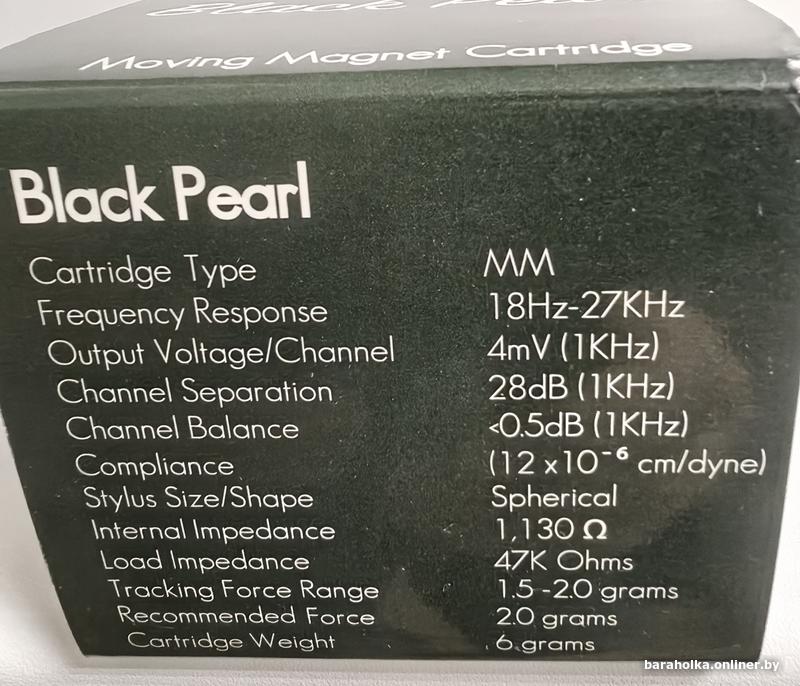 Black Pearl
Moving Magnet Cartridge
Black Pearl
Cartridge Type MM
Frequency Response 18Hz-27KHz
Output Voltage/Channel 4mV (1KHz)
Channel Separation 28dB (1KHz)
Channel Balance <0.5dB (1KHz)
Compliance (12 x10⁻⁶ cm/dyne)
Stylus Size/Shape Spherical
Internal Impedance 1,130 Ω
Load Impedance 47K Ohms
Tracking Force Range 1.5-2.0 grams
Recommended Force 2.0 grams
Cartridge Weight 6 grams
baraholka.onliner.by